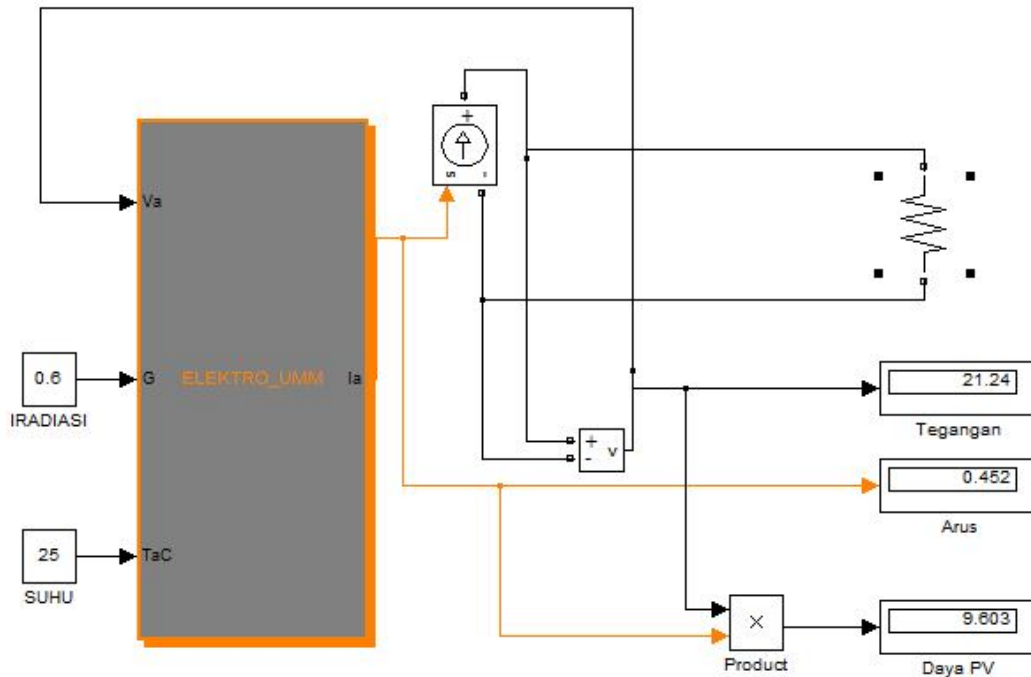 Va
G
TaC
ELEKTRO_UMM
Ia
0.6
IRADIASI
25
SUHU
+
s
-
+
-
v
21.24
Tegangan
0.452
Arus
×
Product
9.603
Daya PV